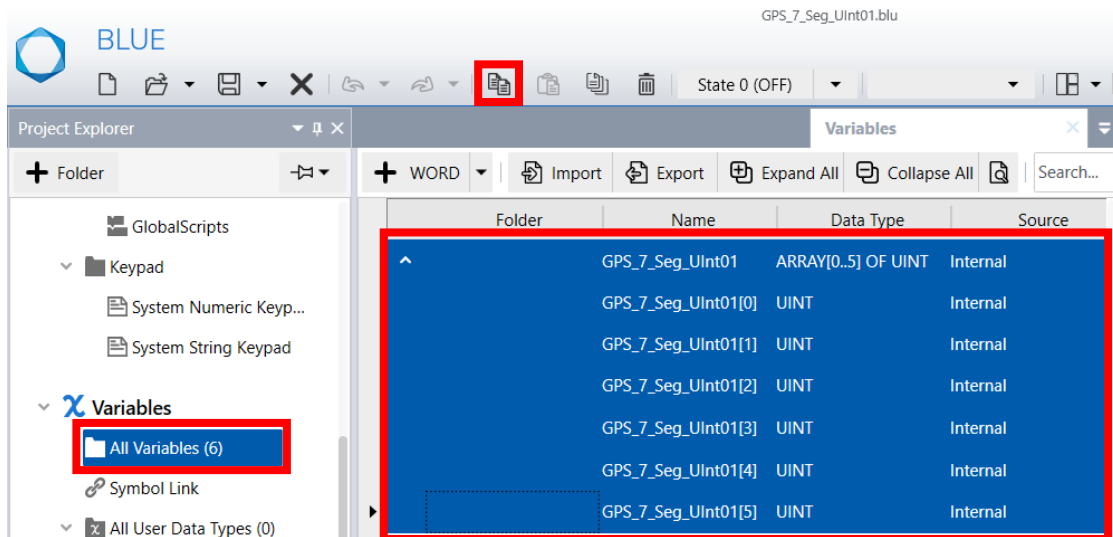 GPS_7_Seg_UInt01.blu
BLUE
State 0 (OFF)
Project Explorer
Variables
Folder
WORD
Import
Export
Expand All
Collapse All
Search...
Folder Name Data Type Source
GlobalScripts
Keypad
System Numeric Keyp...
System String Keypad
Variables
All Variables (6)
Symbol Link
All User Data Types (0)
GPS_7_Seg_UInt01 ARRAY[0..5] OF UINT Internal
GPS_7_Seg_UInt01[0] UINT Internal
GPS_7_Seg_UInt01[1] UINT Internal
GPS_7_Seg_UInt01[2] UINT Internal
GPS_7_Seg_UInt01[3] UINT Internal
GPS_7_Seg_UInt01[4] UINT Internal
GPS_7_Seg_UInt01[5] UINT Internal